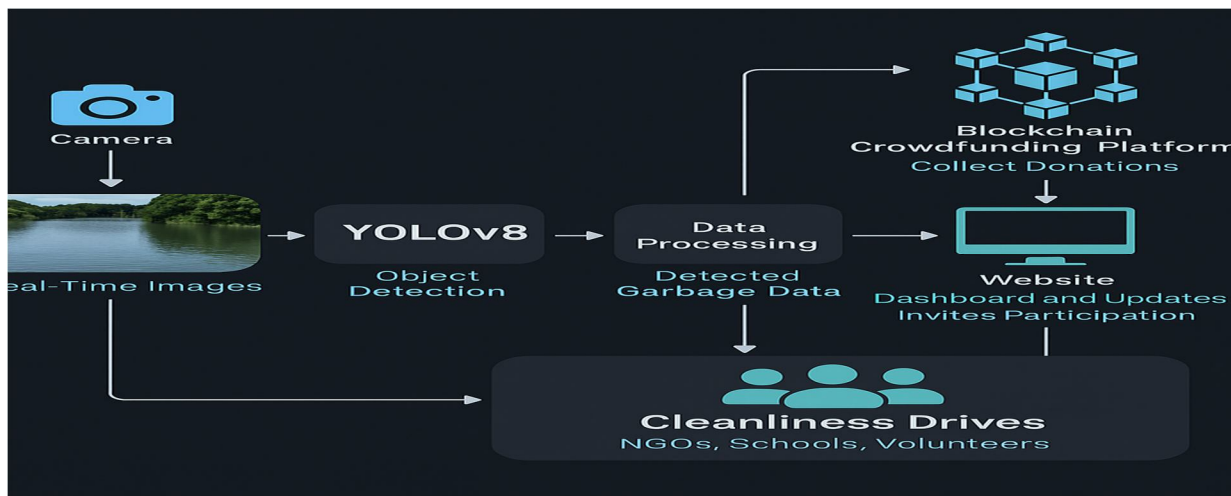 Camera
eal-Time Images
YOLOv8
Object
Detection
Data
Processing
Detected
Garbage Data
Blockchain
Crowdfunding Platform
Collect Donations
Website
Dashboard and Updates
Invites Participation
Cleanliness Drives
NGOs, Schools, Volunteers